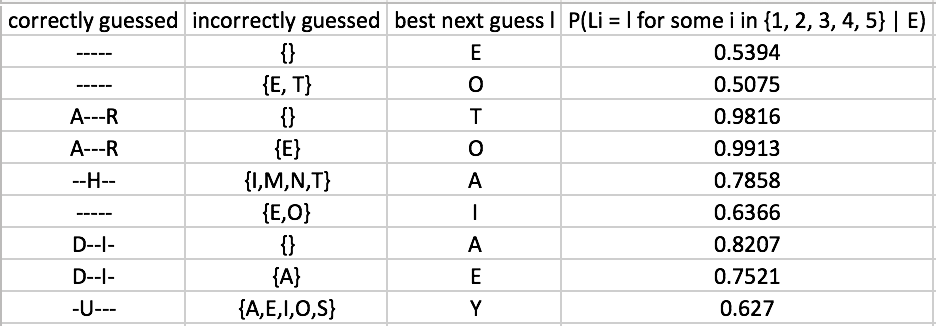 correctly guessed incorrectly guessed best next guess l P(Li = l for some i in {1, 2, 3, 4, 5} | E)
----- {} E 0.5394
----- {E, T} O 0.5075
A---R {} T 0.9816
A---R {E} O 0.9913
--H-- {I,M,N,T} A 0.7858
----- {E,O} I 0.6366
D--I- {} A 0.8207
D--I- {A} E 0.7521
-U--- {A,E,I,O,S} Y 0.627